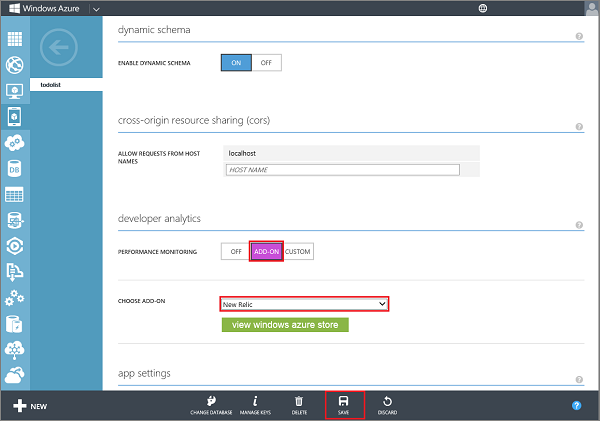 Windows Azure
todolist
dynamic schema
ENABLE DYNAMIC SCHEMA
ON OFF
cross-origin resource sharing (cors)
ALLOW REQUESTS FROM HOST
NAMES
localhost
HOST NAME
developer analytics
PERFORMANCE MONITORING
OFF ADD-ON CUSTOM
CHOOSE ADD-ON
New Relic
view windows azure store
app settings
NEW
CHANGE DATABASE MANAGE KEYS DELETE SAVE DISCARD
DB